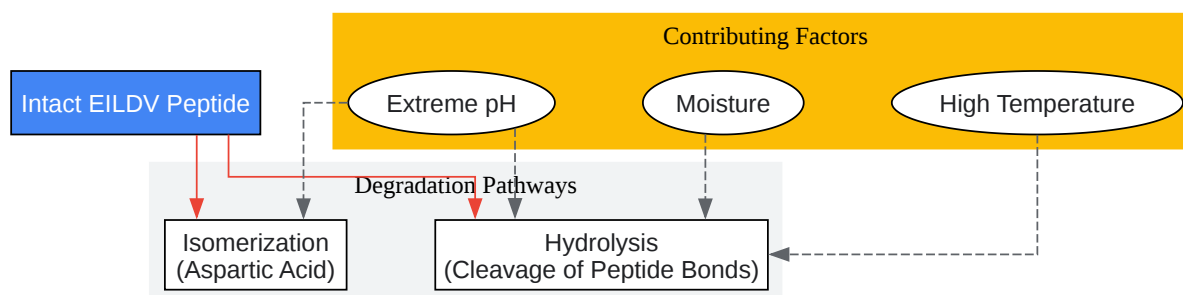 Contributing Factors
Intact EILDV Peptide
Extreme pH
Moisture
High Temperature
Degradation Pathways
Isomerization
(Aspartic Acid)
Hydrolysis
(Cleavage of Peptide Bonds)